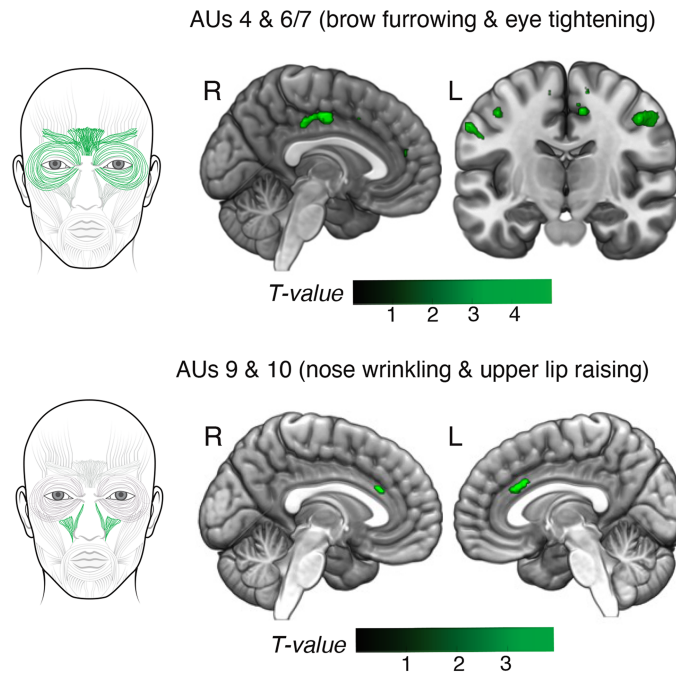 AUs 4 & 6/7 (brow furrowing & eye tightening)
R L
T-value 1 2 3 4
AUs 9 & 10 (nose wrinkling & upper lip raising)
R L
T-value 1 2 3